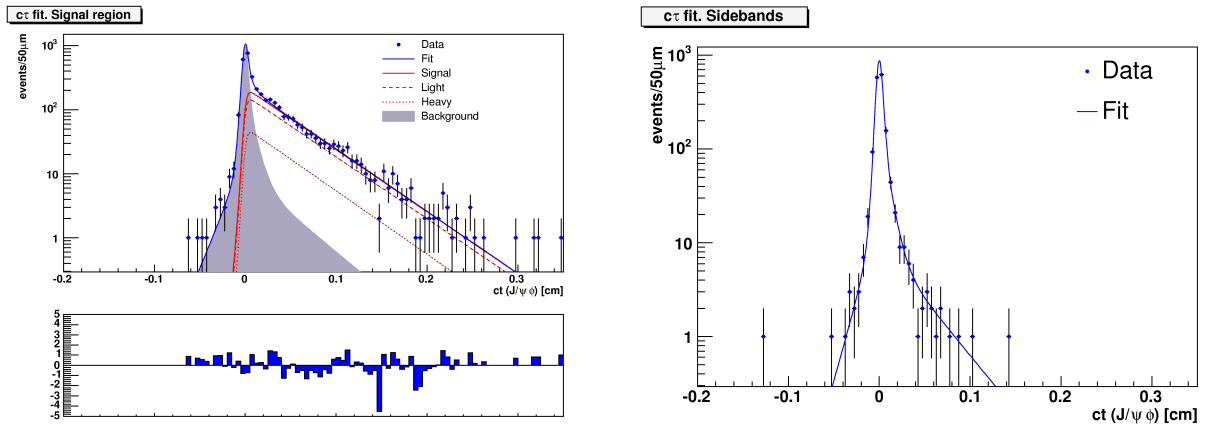 cτ fit. Signal region
events/50μm
10³
10²
10
1
Data
Fit
Signal
Light
Heavy
Background
-0.2 -0.1 0 0.1 0.2 0.3
ct (J/ψ φ) [cm]
5
4
3
2
1
0
-1
-2
-3
-4
-5
cτ fit. Sidebands
events/50μm
10³
10²
10
1
Data
Fit
-0.2 -0.1 0 0.1 0.2 0.3
ct (J/ψ φ) [cm]